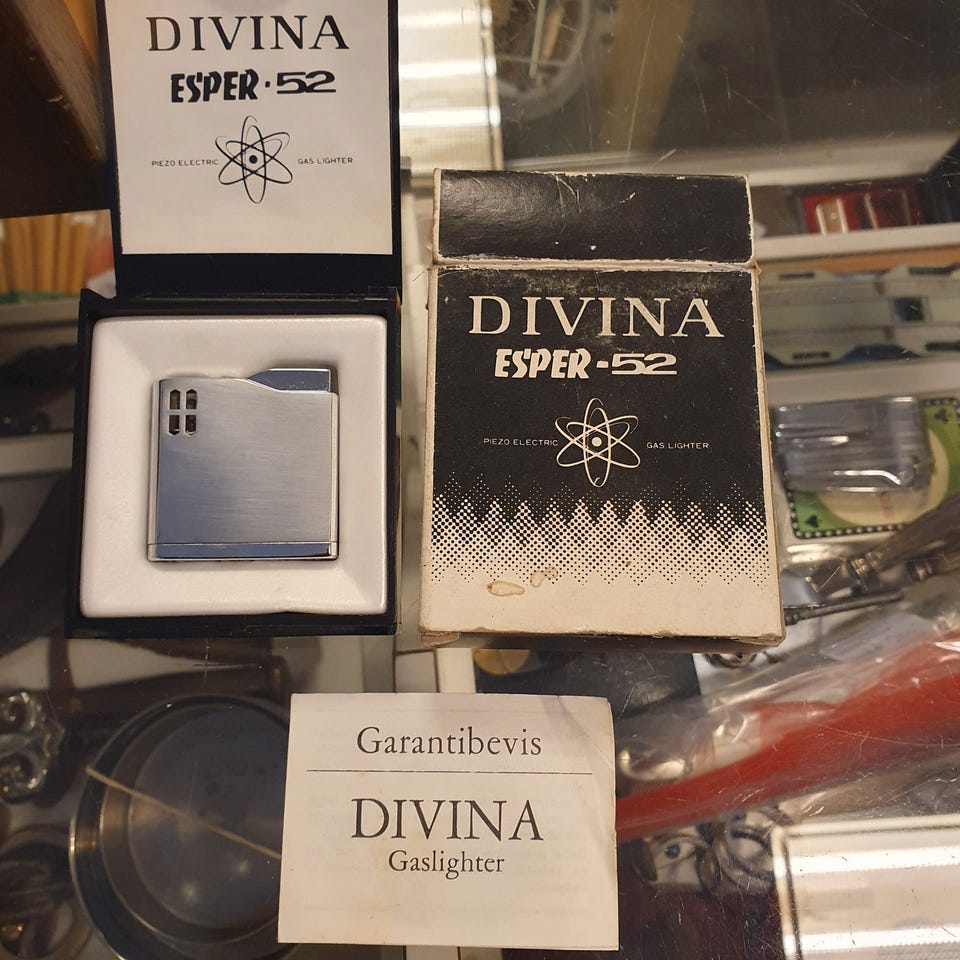 DIVINA
ESPER·52
PIEZO ELECTRIC GAS LIGHTER
DIVINA
ESPER-52
PIEZO ELECTRIC GAS LIGHTER
Garantibevis
DIVINA
Gaslighter